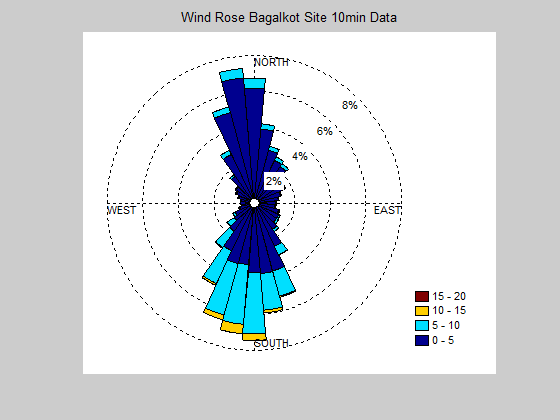 Wind Rose Bagalkot Site 10min Data
NORTH
8%
6%
4%
2%
WEST
EAST
15 - 20
10 - 15
5 - 10
0 - 5
SOUTH